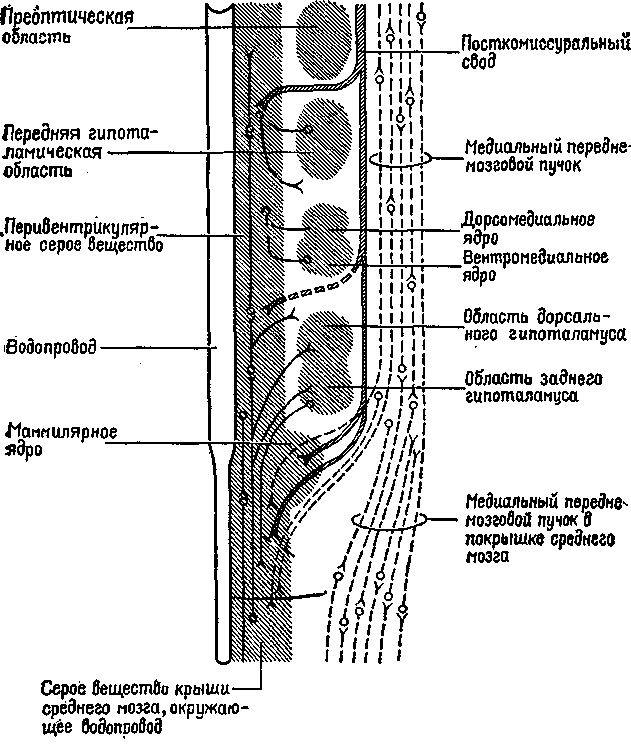 Преоптическая
область
Передняя гипота-
ламическая
область
Перивентрикуляр-
ное серое вещество
Водопровод
Маммилярное
ядро
Серое вещество крыши
среднего мозга, окружаю-
щее водопровод
Посткомиссуральный
свод
Медиальный передне-
мозговой пучок
Дорсомедиальное
ядро
Вентромедиальное
ядро
Область дорсаль-
ного гипоталамуса
Область заднего
гипоталамуса
Медиальный передне-
мозговой пучок в
покрышке среднего
мозга